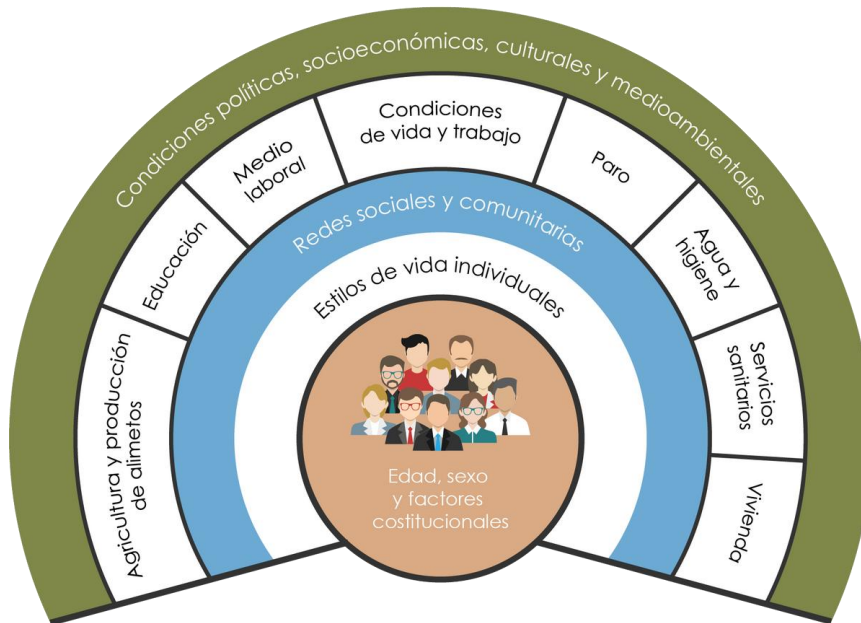 Condiciones políticas, socioeconómicas, culturales y medioambientales
Agricultura y producción
de alimetos
Educación
Medio
laboral
Condiciones
de vida y trabajo
Paro
Agua y
higiene
Servicios
sanitarios
Vivienda
Redes sociales y comunitarias
Estilos de vida individuales
Edad, sexo
y factores
costitucionales